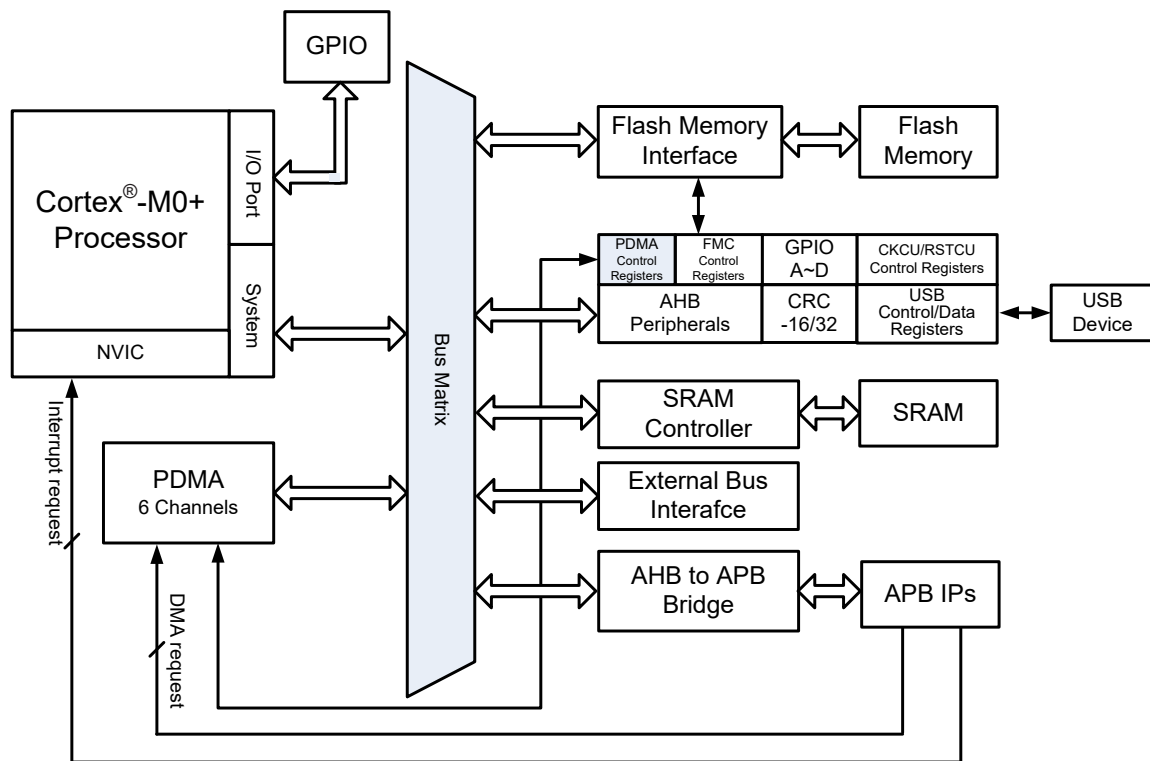 GPIO
Cortex®-M0+
Processor
I/O Port
System
NVIC
Interrupt request
PDMA
6 Channels
DMA request
Bus Matrix
Flash Memory
Interface
Flash
Memory
PDMA
Control
Registers
FMC
Control
Registers
GPIO
A~D
CKCU/RSTCU
Control Registers
AHB
Peripherals
CRC
-16/32
USB
Control/Data
Registers
USB
Device
SRAM
Controller
SRAM
External Bus
Interafce
AHB to APB
Bridge
APB IPs